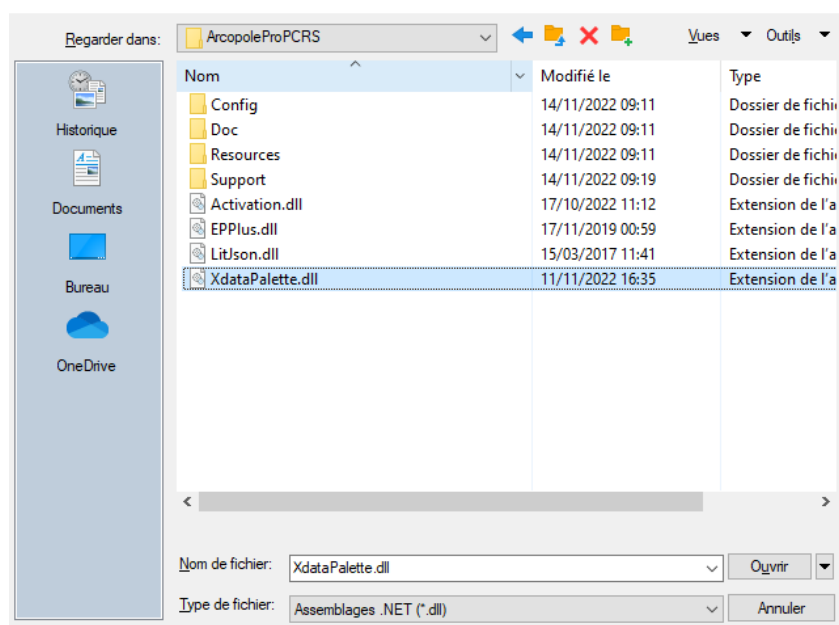 Regarder dans: ArcopoleProPCRS Vues Outils
Nom Modifié le Type
Config 14/11/2022 09:11 Dossier de fichi
Doc 14/11/2022 09:11 Dossier de fichi
Resources 14/11/2022 09:11 Dossier de fichi
Support 14/11/2022 09:19 Dossier de fichi
Activation.dll 17/10/2022 11:12 Extension de l'a
EPPlus.dll 17/11/2019 00:59 Extension de l'a
LitJson.dll 15/03/2017 11:41 Extension de l'a
XdataPalette.dll 11/11/2022 16:35 Extension de l'a
Historique
Documents
Bureau
OneDrive
Nom de fichier: XdataPalette.dll Ouvrir
Type de fichier: Assemblages .NET (*.dll) Annuler